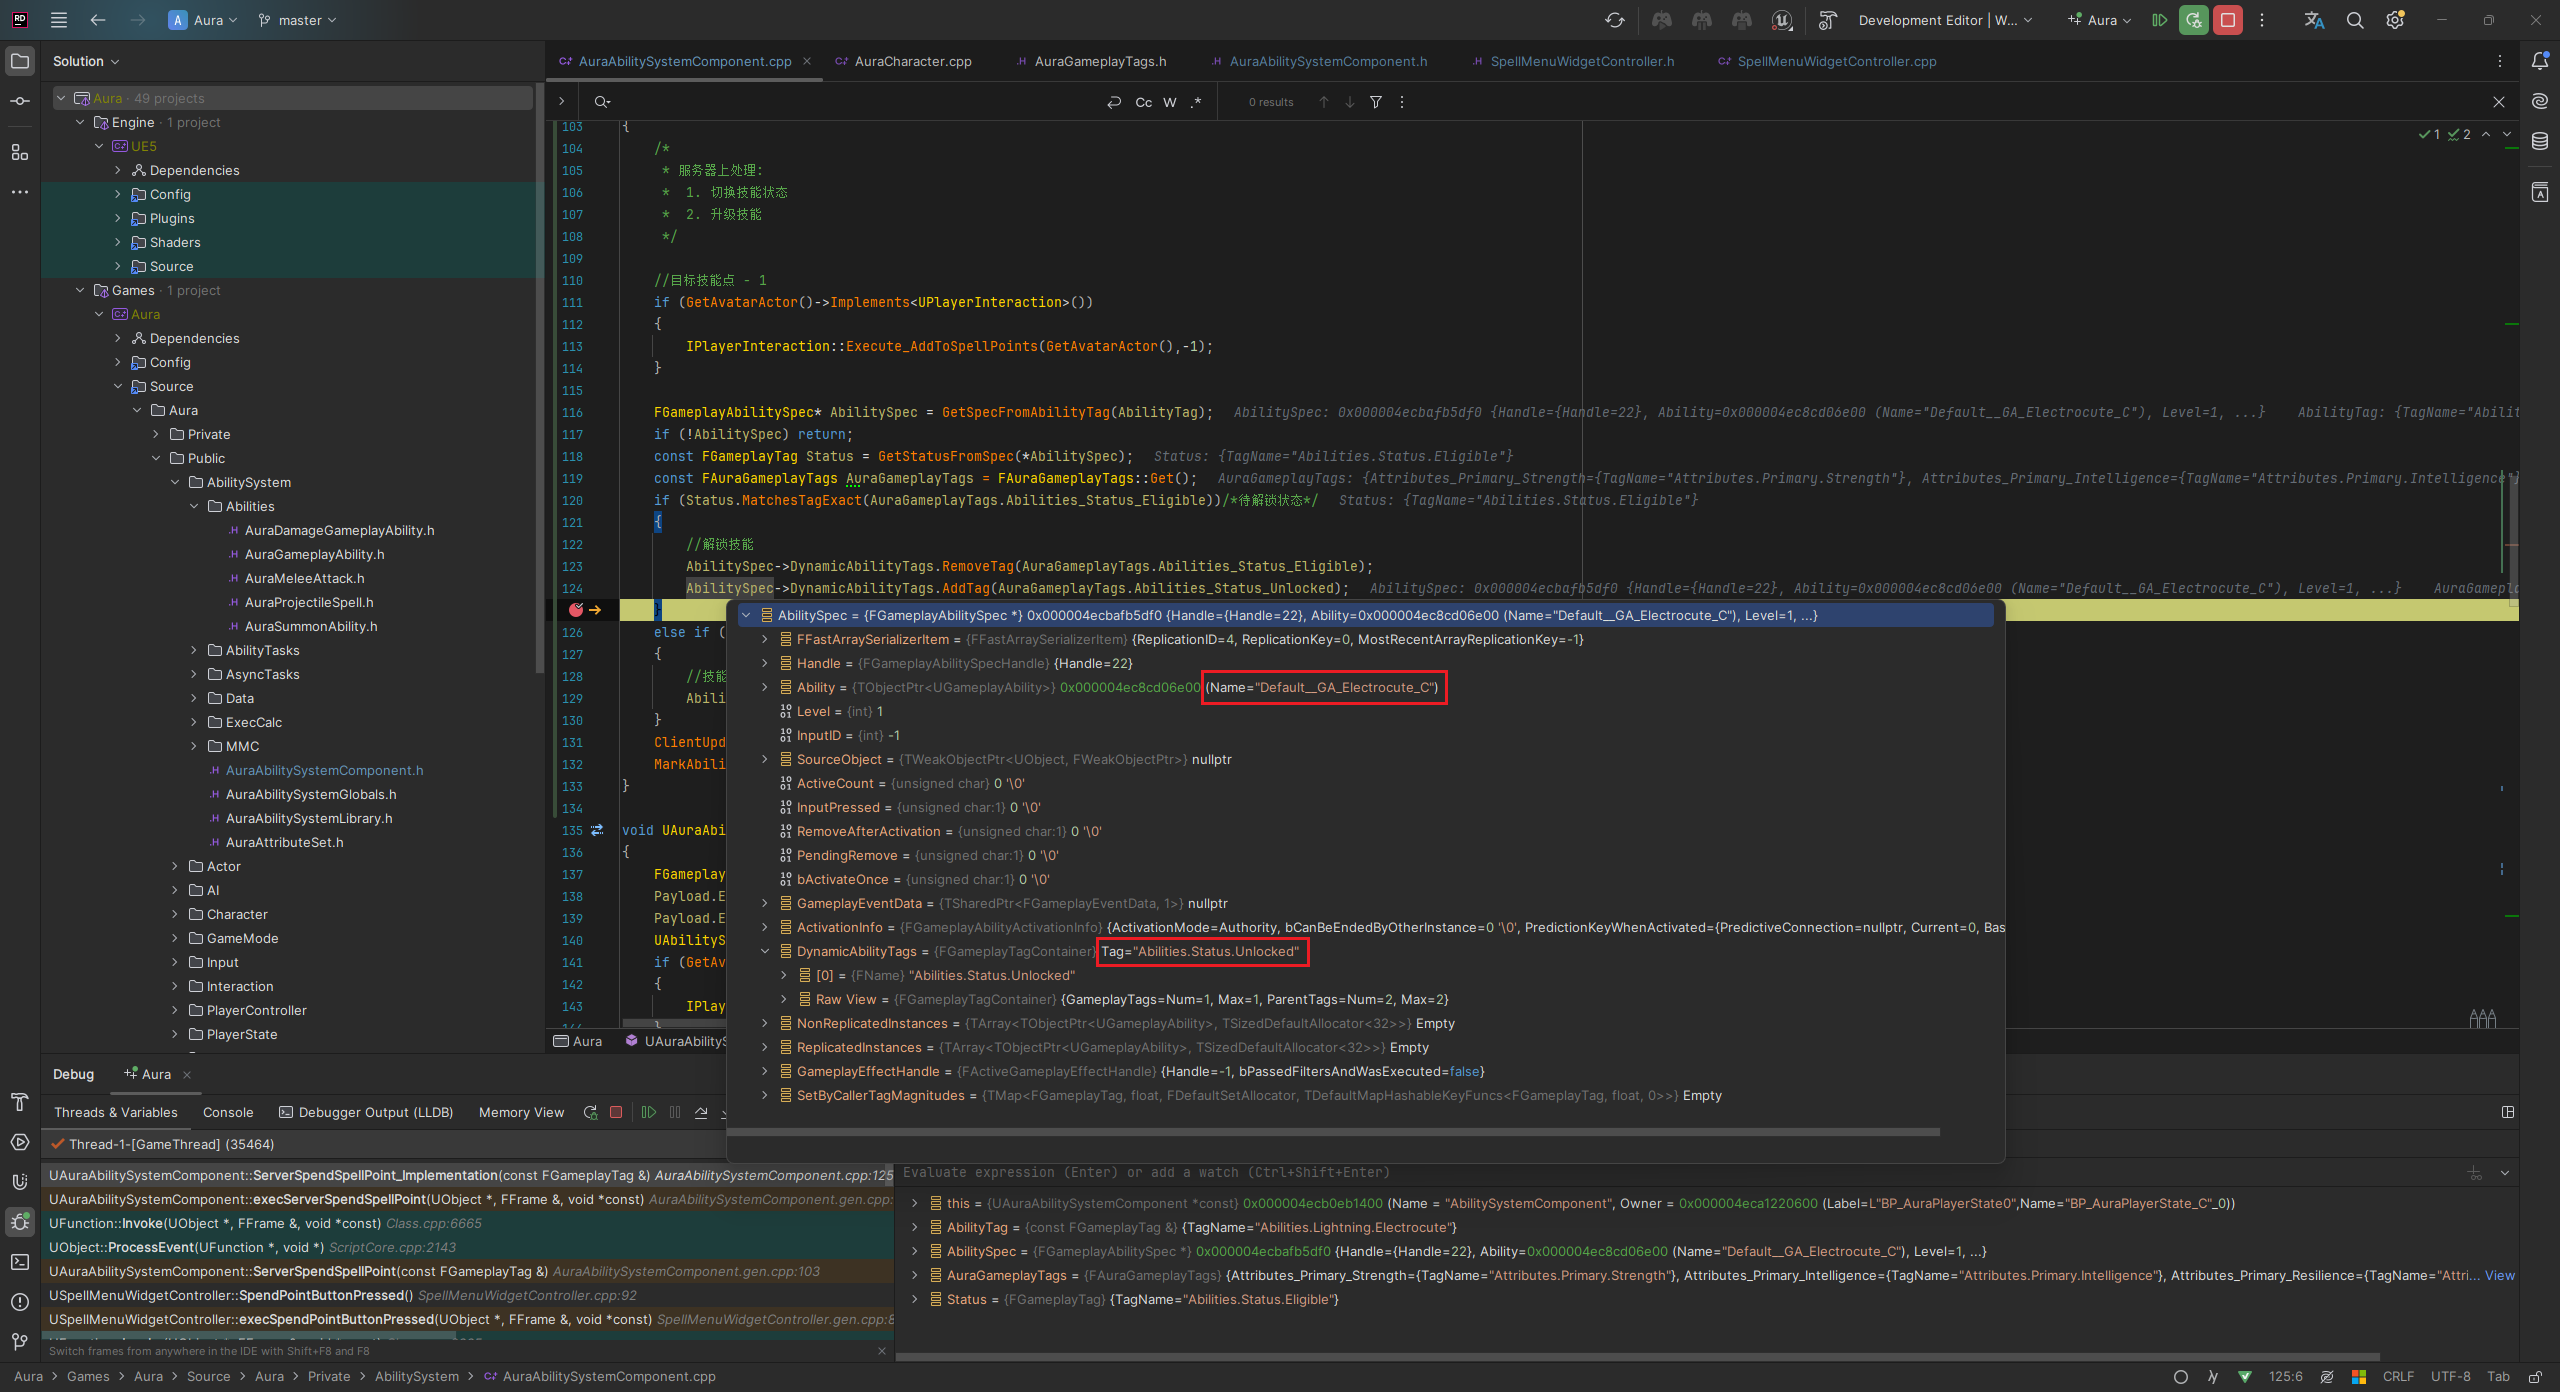 Aura
master
Development Editor | W...
Aura
Solution
AuraAbilitySystemComponent.cpp
AuraCharacter.cpp
AuraGameplayTags.h
AuraAbilitySystemComponent.h
SpellMenuWidgetController.h
SpellMenuWidgetController.cpp
Cc W .*
0 results
1 2
Aura · 49 projects
Engine · 1 project
UE5
Dependencies
Config
Plugins
Shaders
Source
Games · 1 project
Aura
Dependencies
Config
Source
Aura
Private
Public
AbilitySystem
Abilities
AuraDamageGameplayAbility.h
AuraGameplayAbility.h
AuraMeleeAttack.h
AuraProjectileSpell.h
AuraSummonAbility.h
AbilityTasks
AsyncTasks
Data
ExecCalc
MMC
AuraAbilitySystemComponent.h
AuraAbilitySystemGlobals.h
AuraAbilitySystemLibrary.h
AuraAttributeSet.h
Actor
AI
Character
GameMode
Input
Interaction
PlayerController
PlayerState
103 {
104 /*
105 * 服务器上处理:
106 * 1. 切换技能状态
107 * 2. 升级技能
108 */
109
110 //目标技能点 - 1
111 if (GetAvatarActor()->Implements<UPlayerInteraction>())
112 {
113 IPlayerInteraction::Execute_AddToSpellPoints(GetAvatarActor(),-1);
114 }
115
116 FGameplayAbilitySpec* AbilitySpec = GetSpecFromAbilityTag(AbilityTag); AbilitySpec: 0x000004ecbafb5df0 {Handle={Handle=22}, Ability=0x000004ec8cd06e00 (Name="Default__GA_Electrocute_C"), Level=1, ...} AbilityTag: {TagName="Abilit
117 if (!AbilitySpec) return;
118 const FGameplayTag Status = GetStatusFromSpec(*AbilitySpec); Status: {TagName="Abilities.Status.Eligible"}
119 const FAuraGameplayTags AuraGameplayTags = FAuraGameplayTags::Get(); AuraGameplayTags: {Attributes_Primary_Strength={TagName="Attributes.Primary.Strength"}, Attributes_Primary_Intelligence={TagName="Attributes.Primary.Intelligence"}
120 if (Status.MatchesTagExact(AuraGameplayTags.Abilities_Status_Eligible))/*待解锁状态*/ Status: {TagName="Abilities.Status.Eligible"}
121 {
122 //解锁技能
123 AbilitySpec->DynamicAbilityTags.RemoveTag(AuraGameplayTags.Abilities_Status_Eligible);
124 AbilitySpec->DynamicAbilityTags.AddTag(AuraGameplayTags.Abilities_Status_Unlocked); AbilitySpec: 0x000004ecbafb5df0 {Handle={Handle=22}, Ability=0x000004ec8cd06e00 (Name="Default__GA_Electrocute_C"), Level=1, ...} AuraGamepla
}
126 else if (
127 {
128 //技能
129 Abili
130 }
131 ClientUpd
132 MarkAbili
133 }
134
135 void UAuraAbi
136 {
137 FGameplay
138 Payload.E
139 Payload.E
140 UAbilityS
141 if (GetAv
142 {
143 IPlay
144 }
AbilitySpec = {FGameplayAbilitySpec *} 0x000004ecbafb5df0 {Handle={Handle=22}, Ability=0x000004ec8cd06e00 (Name="Default__GA_Electrocute_C"), Level=1, ...}
FFastArraySerializerItem = {FFastArraySerializerItem} {ReplicationID=4, ReplicationKey=0, MostRecentArrayReplicationKey=-1}
Handle = {FGameplayAbilitySpecHandle} {Handle=22}
Ability = {TObjectPtr<UGameplayAbility>} 0x000004ec8cd06e00 (Name="Default__GA_Electrocute_C")
Level = {int} 1
InputID = {int} -1
SourceObject = {TWeakObjectPtr<UObject, FWeakObjectPtr>} nullptr
ActiveCount = {unsigned char} 0 '\0'
InputPressed = {unsigned char:1} 0 '\0'
RemoveAfterActivation = {unsigned char:1} 0 '\0'
PendingRemove = {unsigned char:1} 0 '\0'
bActivateOnce = {unsigned char:1} 0 '\0'
GameplayEventData = {TSharedPtr<FGameplayEventData, 1>} nullptr
ActivationInfo = {FGameplayAbilityActivationInfo} {ActivationMode=Authority, bCanBeEndedByOtherInstance=0 '\0', PredictionKeyWhenActivated={PredictiveConnection=nullptr, Current=0, Bas
DynamicAbilityTags = {FGameplayTagContainer} Tag="Abilities.Status.Unlocked"
[0] = {FName} "Abilities.Status.Unlocked"
Raw View = {FGameplayTagContainer} {GameplayTags=Num=1, Max=1, ParentTags=Num=2, Max=2}
NonReplicatedInstances = {TArray<TObjectPtr<UGameplayAbility>, TSizedDefaultAllocator<32>>} Empty
ReplicatedInstances = {TArray<TObjectPtr<UGameplayAbility>, TSizedDefaultAllocator<32>>} Empty
GameplayEffectHandle = {FActiveGameplayEffectHandle} {Handle=-1, bPassedFiltersAndWasExecuted=false}
SetByCallerTagMagnitudes = {TMap<FGameplayTag, float, FDefaultSetAllocator, TDefaultMapHashableKeyFuncs<FGameplayTag, float, 0>>} Empty
Aura UAuraAbilityS
Debug Aura
Threads & Variables Console Debugger Output (LLDB) Memory View
Thread-1-[GameThread] (35464)
UAuraAbilitySystemComponent::ServerSpendSpellPoint_Implementation(const FGameplayTag &) AuraAbilitySystemComponent.cpp:125
UAuraAbilitySystemComponent::execServerSpendSpellPoint(UObject *, FFrame &, void *const) AuraAbilitySystemComponent.gen.cpp:
UFunction::Invoke(UObject *, FFrame &, void *const) Class.cpp:6665
UObject::ProcessEvent(UFunction *, void *) ScriptCore.cpp:2143
UAuraAbilitySystemComponent::ServerSpendSpellPoint(const FGameplayTag &) AuraAbilitySystemComponent.gen.cpp:103
USpellMenuWidgetController::SpendPointButtonPressed() SpellMenuWidgetController.cpp:92
USpellMenuWidgetController::execSpendPointButtonPressed(UObject *, FFrame &, void *const) SpellMenuWidgetController.gen.cpp:8
Switch frames from anywhere in the IDE with Shift+F8 and F8
Evaluate expression (Enter) or add a watch (Ctrl+Shift+Enter)
this = {UAuraAbilitySystemComponent *const} 0x000004ecb0eb1400 (Name = "AbilitySystemComponent", Owner = 0x000004eca1220600 (Label=L"BP_AuraPlayerState0",Name="BP_AuraPlayerState_C"_0))
AbilityTag = {const FGameplayTag &} {TagName="Abilities.Lightning.Electrocute"}
AbilitySpec = {FGameplayAbilitySpec *} 0x000004ecbafb5df0 {Handle={Handle=22}, Ability=0x000004ec8cd06e00 (Name="Default__GA_Electrocute_C"), Level=1, ...}
AuraGameplayTags = {FAuraGameplayTags} {Attributes_Primary_Strength={TagName="Attributes.Primary.Strength"}, Attributes_Primary_Intelligence={TagName="Attributes.Primary.Intelligence"}, Attributes_Primary_Resilience={TagName="Attri... View
Status = {FGameplayTag} {TagName="Abilities.Status.Eligible"}
Aura > Games > Aura > Source > Aura > Private > AbilitySystem > AuraAbilitySystemComponent.cpp
125:6 CRLF UTF-8 Tab